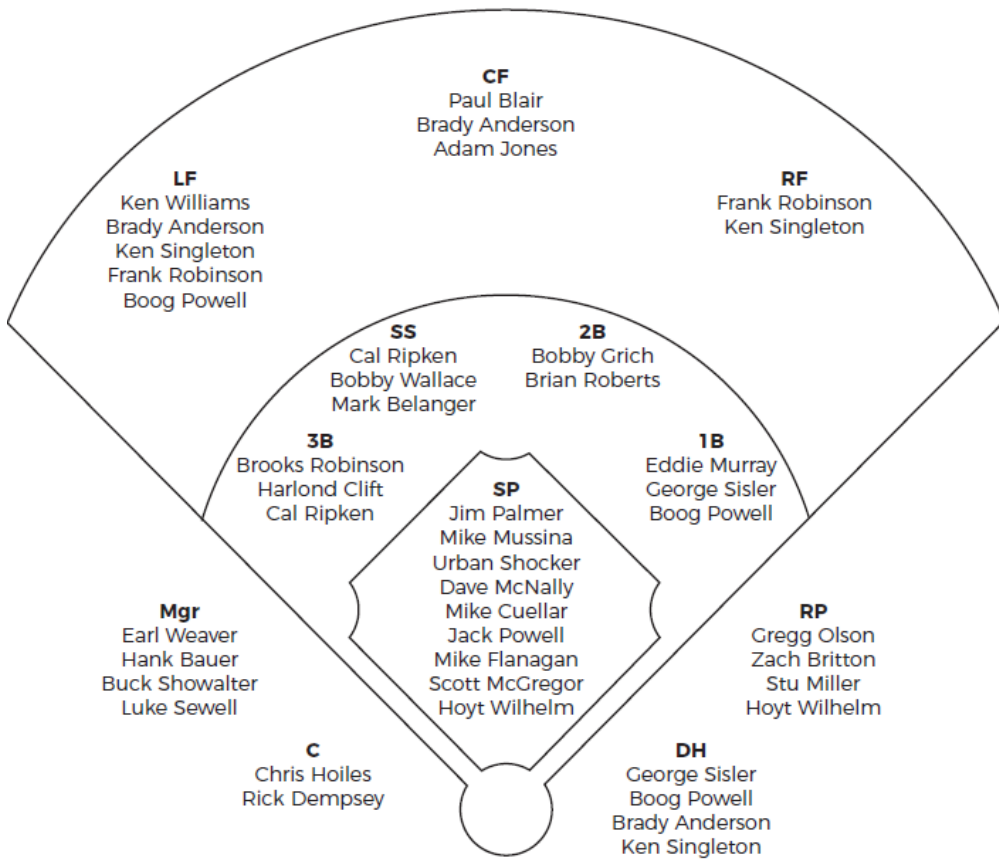 CF
Paul Blair
Brady Anderson
Adam Jones
LF
Ken Williams
Brady Anderson
Ken Singleton
Frank Robinson
Boog Powell
RF
Frank Robinson
Ken Singleton
SS
Cal Ripken
Bobby Wallace
Mark Belanger
2B
Bobby Grich
Brian Roberts
3B
Brooks Robinson
Harlond Clift
Cal Ripken
1B
Eddie Murray
George Sisler
Boog Powell
SP
Jim Palmer
Mike Mussina
Urban Shocker
Dave McNally
Mike Cuellar
Jack Powell
Mike Flanagan
Scott McGregor
Hoyt Wilhelm
Mgr
Earl Weaver
Hank Bauer
Buck Showalter
Luke Sewell
RP
Gregg Olson
Zach Britton
Stu Miller
Hoyt Wilhelm
C
Chris Hoiles
Rick Dempsey
DH
George Sisler
Boog Powell
Brady Anderson
Ken Singleton